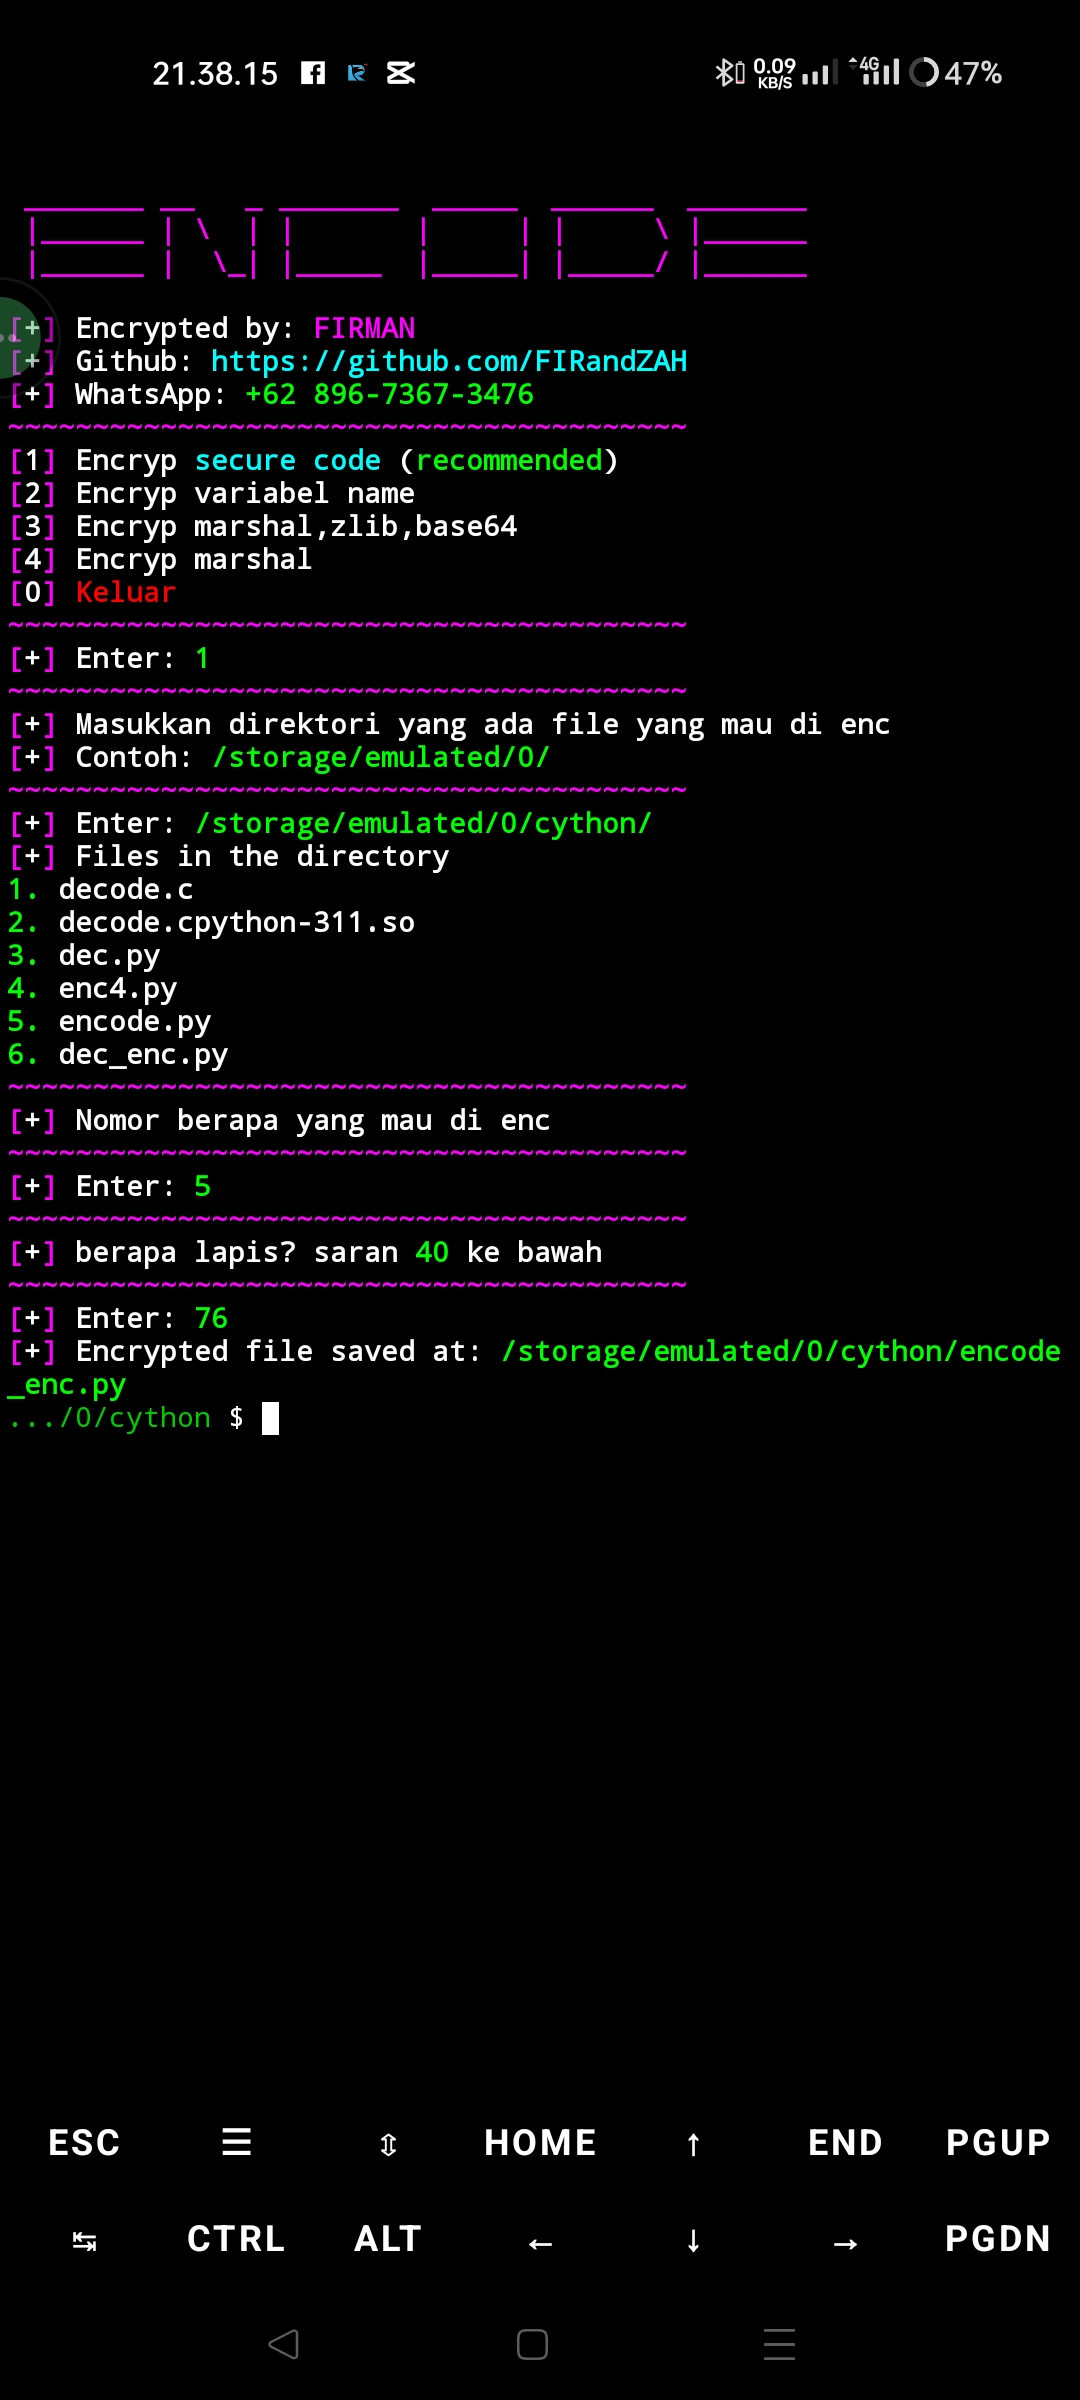 21.38.15 0.09 KB/S 4G 47%
ENCODE
[+] Encrypted by: FIRMAN
[+] Github: https://github.com/FIRandZAH
[+] WhatsApp: +62 896-7367-3476
~~~~~~~~~~~~~~~~~~~~~~~~~~~~~~~~~~~~~~~~
[1] Encryp secure code (recommended)
[2] Encryp variabel name
[3] Encryp marshal,zlib,base64
[4] Encryp marshal
[0] Keluar
~~~~~~~~~~~~~~~~~~~~~~~~~~~~~~~~~~~~~~~~
[+] Enter: 1
~~~~~~~~~~~~~~~~~~~~~~~~~~~~~~~~~~~~~~~~
[+] Masukkan direktori yang ada file yang mau di enc
[+] Contoh: /storage/emulated/0/
~~~~~~~~~~~~~~~~~~~~~~~~~~~~~~~~~~~~~~~~
[+] Enter: /storage/emulated/0/cython/
[+] Files in the directory
1. decode.c
2. decode.cpython-311.so
3. dec.py
4. enc4.py
5. encode.py
6. dec_enc.py
~~~~~~~~~~~~~~~~~~~~~~~~~~~~~~~~~~~~~~~~
[+] Nomor berapa yang mau di enc
~~~~~~~~~~~~~~~~~~~~~~~~~~~~~~~~~~~~~~~~
[+] Enter: 5
~~~~~~~~~~~~~~~~~~~~~~~~~~~~~~~~~~~~~~~~
[+] berapa lapis? saran 40 ke bawah
~~~~~~~~~~~~~~~~~~~~~~~~~~~~~~~~~~~~~~~~
[+] Enter: 76
[+] Encrypted file saved at: /storage/emulated/0/cython/encode
_enc.py
.../0/cython $
ESC ☰ ⇳ HOME ↑ END PGUP
↹ CTRL ALT ← ↓ → PGDN